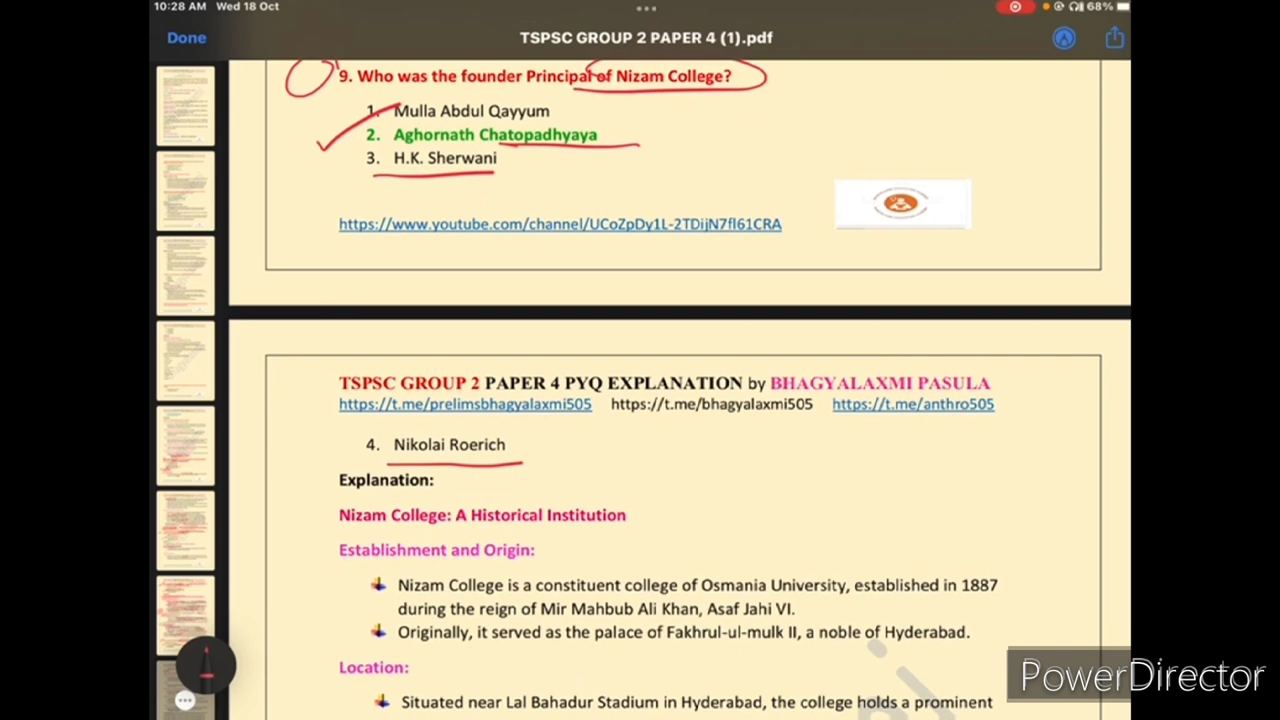 10:28 AM Wed 18 Oct
68%
Done
TSPSC GROUP 2 PAPER 4 (1).pdf
9. Who was the founder Principal of Nizam College?
1. Mulla Abdul Qayyum
2. Aghornath Chatopadhyaya
3. H.K. Sherwani
https://www.youtube.com/channel/UCoZpDy1L-2TDijN7fl61CRA
TSPSC GROUP 2 PAPER 4 PYQ EXPLANATION by BHAGYALAXMI PASULA
https://t.me/prelimsbhagyalaxmi505 https://t.me/bhagyalaxmi505 https://t.me/anthro505
4. Nikolai Roerich
Explanation:
Nizam College: A Historical Institution
Establishment and Origin:
Nizam College is a constituent college of Osmania University, established in 1887
during the reign of Mir Mahbub Ali Khan, Asaf Jahi VI.
Originally, it served as the palace of Fakhrul-ul-mulk II, a noble of Hyderabad.
Location:
Situated near Lal Bahadur Stadium in Hyderabad, the college holds a prominent
PowerDirector